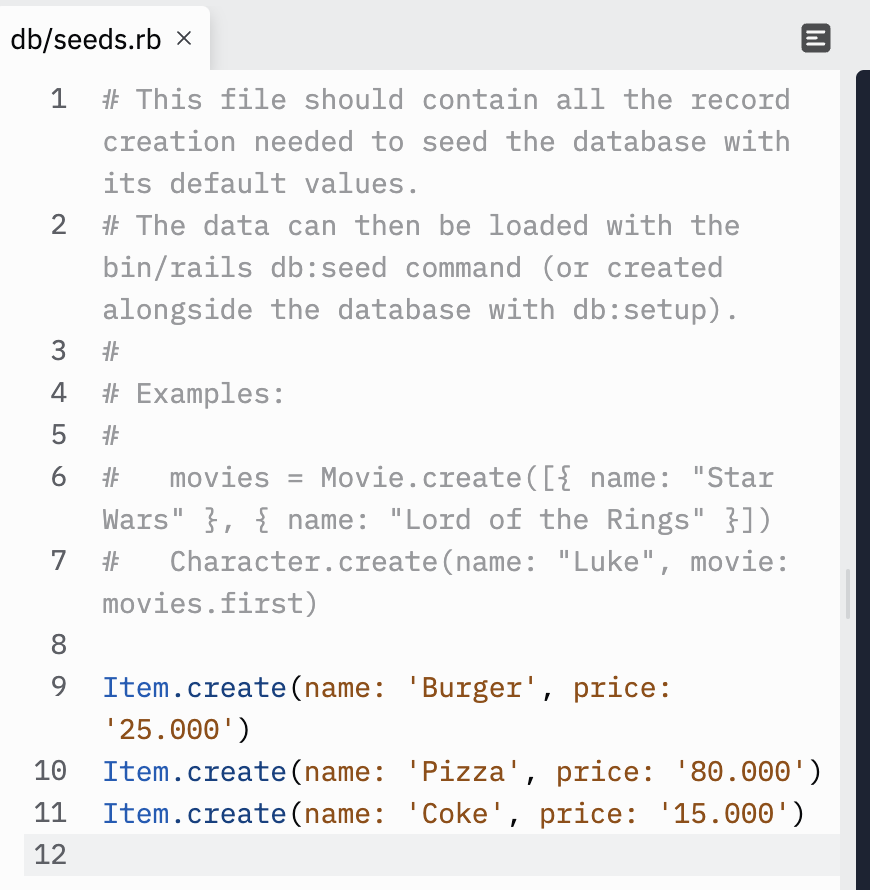 db/seeds.rb ×
1 # This file should contain all the record
creation needed to seed the database with
its default values.
2 # The data can then be loaded with the
bin/rails db:seed command (or created
alongside the database with db:setup).
3 #
4 # Examples:
5 #
6 #   movies = Movie.create([{ name: "Star
Wars" }, { name: "Lord of the Rings" }])
7 #   Character.create(name: "Luke", movie:
movies.first)
8
9 Item.create(name: 'Burger', price:
'25.000')
10 Item.create(name: 'Pizza', price: '80.000')
11 Item.create(name: 'Coke', price: '15.000')
12